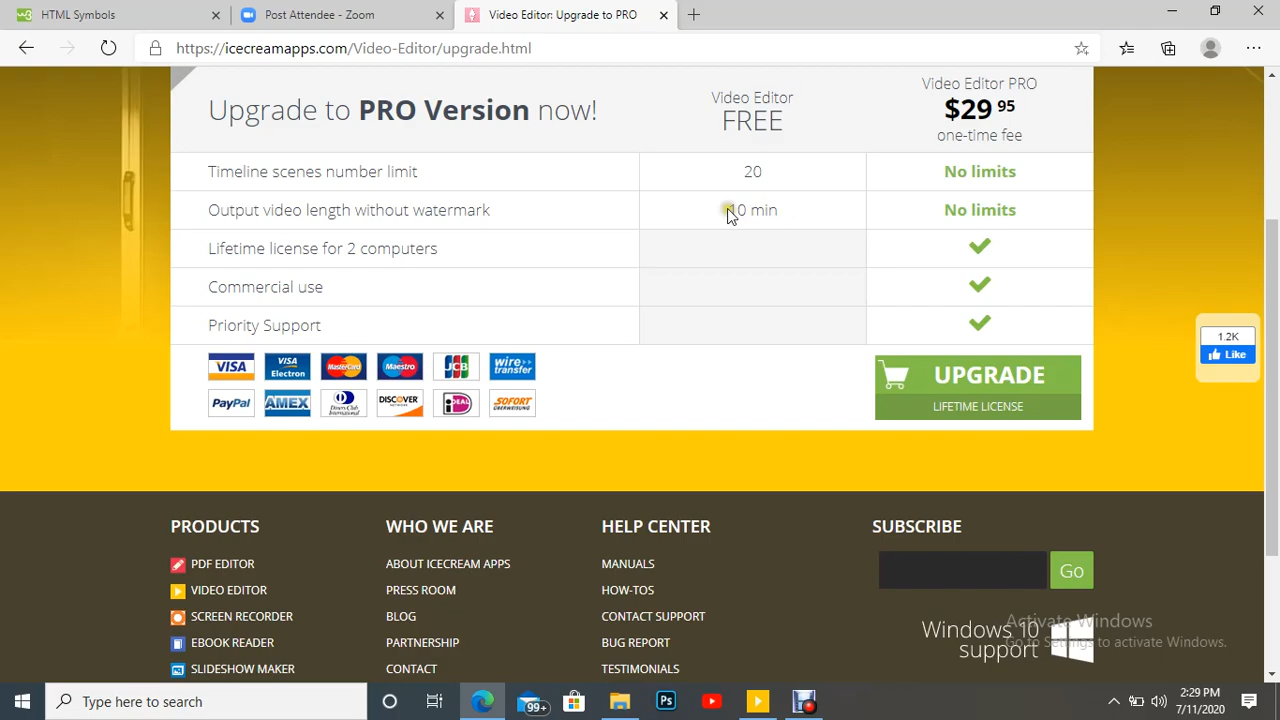 HTML Symbols
Post Attendee - Zoom
Video Editor: Upgrade to PRO
https://icecreamapps.com/Video-Editor/upgrade.html
Upgrade to PRO Version now!
Video Editor
FREE
Video Editor PRO
$29 95
one-time fee
Timeline scenes number limit
20
No limits
Output video length without watermark
10 min
No limits
Lifetime license for 2 computers
Commercial use
Priority Support
VISA
VISA Electron
MasterCard
Maestro
JCB
wire transfer
PayPal
AMEX
Diners Club International
DISCOVER
iDEAL
SOFORT ÜBERWEISUNG
UPGRADE
LIFETIME LICENSE
1.2K
Like
PRODUCTS
PDF EDITOR
VIDEO EDITOR
SCREEN RECORDER
EBOOK READER
SLIDESHOW MAKER
WHO WE ARE
ABOUT ICECREAM APPS
PRESS ROOM
BLOG
PARTNERSHIP
CONTACT
HELP CENTER
MANUALS
HOW-TOS
CONTACT SUPPORT
BUG REPORT
TESTIMONIALS
SUBSCRIBE
Go
Windows 10
support
Activate Windows
Go to Settings to activate Windows.
Type here to search
99+
Ps
2:29 PM
7/11/2020